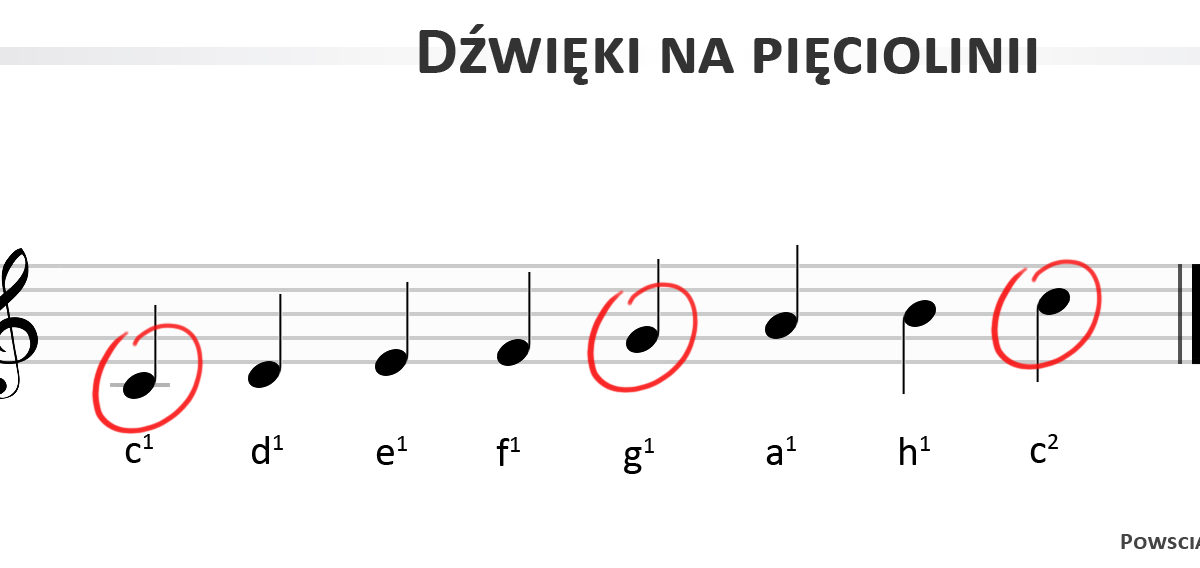 Dźwięki na pięciolinii
c¹ d¹ e¹ f¹ g¹ a¹ h¹ c²